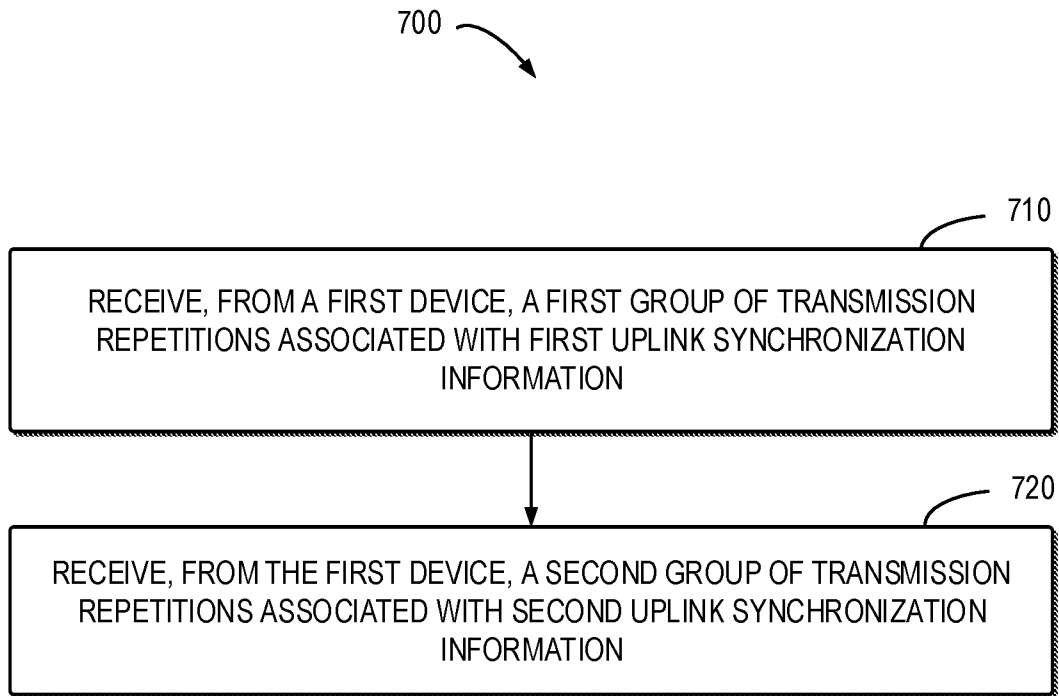 700
710
RECEIVE, FROM A FIRST DEVICE, A FIRST GROUP OF TRANSMISSION
REPETITIONS ASSOCIATED WITH FIRST UPLINK SYNCHRONIZATION
INFORMATION
720
RECEIVE, FROM THE FIRST DEVICE, A SECOND GROUP OF TRANSMISSION
REPETITIONS ASSOCIATED WITH SECOND UPLINK SYNCHRONIZATION
INFORMATION